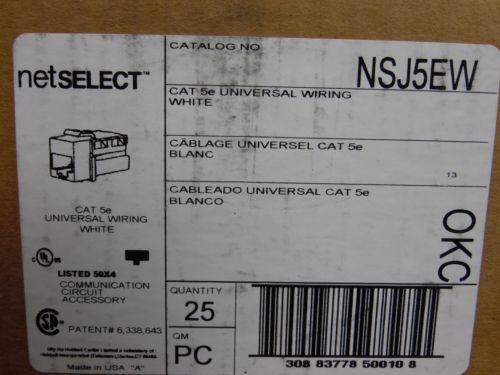 netSELECT™
CATALOG NO
NSJ5EW
CAT 5e UNIVERSAL WIRING
WHITE
CÂBLAGE UNIVERSEL CAT 5e
BLANC
13
CABLEADO UNIVERSAL CAT 5e
BLANCO
CAT 5e
UNIVERSAL WIRING
WHITE
OKC
LISTED 50X4
COMMUNICATION
CIRCUIT
ACCESSORY
PATENT# 6,338,643
Made in USA "A"
QUANTITY
25
QM
PC
308 83778 50010 8